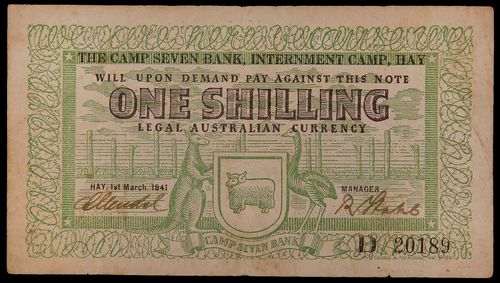 THE CAMP SEVEN BANK, INTERNMENT CAMP, HAY
WILL UPON DEMAND PAY AGAINST THIS NOTE
ONE SHILLING
LEGAL AUSTRALIAN CURRENCY
HAY, 1st March, 1941
MANAGER
CAMP SEVEN BANK
D 20189